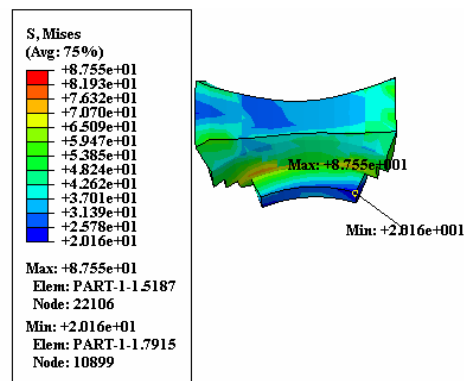 S, Mises
(Avg: 75%)
+8.755e+01
+8.193e+01
+7.632e+01
+7.070e+01
+6.509e+01
+5.947e+01
+5.385e+01
+4.824e+01
+4.262e+01
+3.701e+01
+3.139e+01
+2.578e+01
+2.016e+01
Max: +8.755e+01
Elem: PART-1-1.5187
Node: 22106
Min: +2.016e+01
Elem: PART-1-1.7915
Node: 10899
Max: +8.755e+001
Min: +2.016e+001